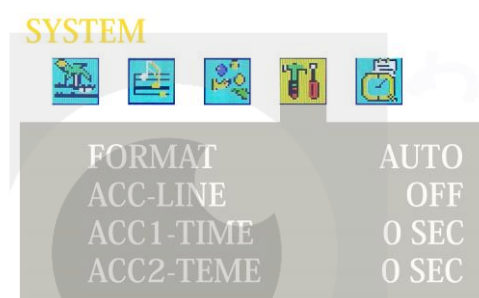 SYSTEM
FORMAT AUTO
ACC-LINE OFF
ACC1-TIME 0 SEC
ACC2-TEME 0 SEC